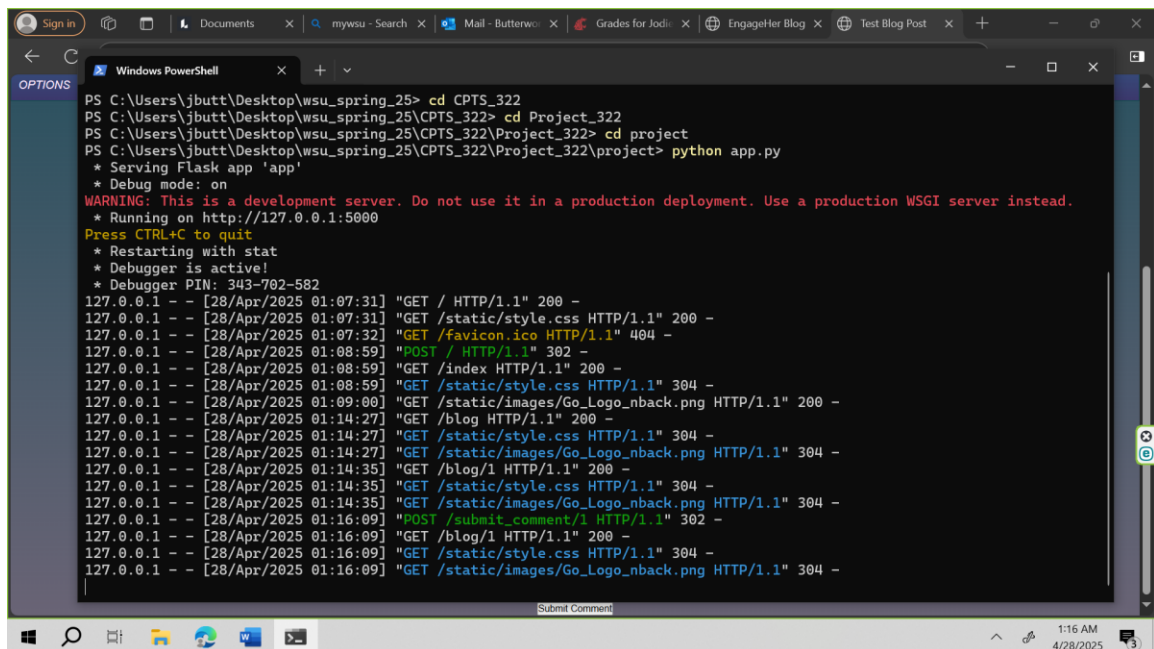 Sign in
Documents
mywsu - Search
Mail - Butterwo
Grades for Jodie
EngageHer Blog
Test Blog Post
OPTIONS
Windows PowerShell
PS C:\Users\jbutt\Desktop\wsu_spring_25> cd CPTS_322
PS C:\Users\jbutt\Desktop\wsu_spring_25\CPTS_322> cd Project_322
PS C:\Users\jbutt\Desktop\wsu_spring_25\CPTS_322\Project_322> cd project
PS C:\Users\jbutt\Desktop\wsu_spring_25\CPTS_322\Project_322\project> python app.py
* Serving Flask app 'app'
* Debug mode: on
WARNING: This is a development server. Do not use it in a production deployment. Use a production WSGI server instead.
* Running on http://127.0.0.1:5000
Press CTRL+C to quit
* Restarting with stat
* Debugger is active!
* Debugger PIN: 343-702-582
127.0.0.1 - - [28/Apr/2025 01:07:31] "GET / HTTP/1.1" 200 -
127.0.0.1 - - [28/Apr/2025 01:07:31] "GET /static/style.css HTTP/1.1" 200 -
127.0.0.1 - - [28/Apr/2025 01:07:32] "GET /favicon.ico HTTP/1.1" 404 -
127.0.0.1 - - [28/Apr/2025 01:08:59] "POST / HTTP/1.1" 302 -
127.0.0.1 - - [28/Apr/2025 01:08:59] "GET /index HTTP/1.1" 200 -
127.0.0.1 - - [28/Apr/2025 01:08:59] "GET /static/style.css HTTP/1.1" 304 -
127.0.0.1 - - [28/Apr/2025 01:09:00] "GET /static/images/Go_Logo_nback.png HTTP/1.1" 200 -
127.0.0.1 - - [28/Apr/2025 01:14:27] "GET /blog HTTP/1.1" 200 -
127.0.0.1 - - [28/Apr/2025 01:14:27] "GET /static/style.css HTTP/1.1" 304 -
127.0.0.1 - - [28/Apr/2025 01:14:27] "GET /static/images/Go_Logo_nback.png HTTP/1.1" 304 -
127.0.0.1 - - [28/Apr/2025 01:14:35] "GET /blog/1 HTTP/1.1" 200 -
127.0.0.1 - - [28/Apr/2025 01:14:35] "GET /static/style.css HTTP/1.1" 304 -
127.0.0.1 - - [28/Apr/2025 01:14:35] "GET /static/images/Go_Logo_nback.png HTTP/1.1" 304 -
127.0.0.1 - - [28/Apr/2025 01:16:09] "POST /submit_comment/1 HTTP/1.1" 302 -
127.0.0.1 - - [28/Apr/2025 01:16:09] "GET /blog/1 HTTP/1.1" 200 -
127.0.0.1 - - [28/Apr/2025 01:16:09] "GET /static/style.css HTTP/1.1" 304 -
127.0.0.1 - - [28/Apr/2025 01:16:09] "GET /static/images/Go_Logo_nback.png HTTP/1.1" 304 -
Submit Comment
1:16 AM
4/28/2025
3